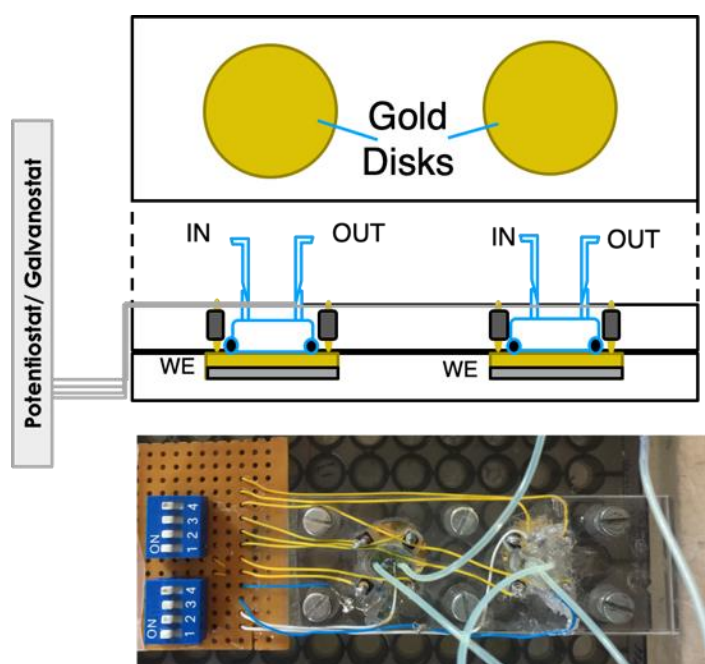 Gold
Disks
IN
OUT
IN
OUT
Potentiostat/ Galvanostat
WE
WE
ON
1 2 3 4
ON
1 2 3 4